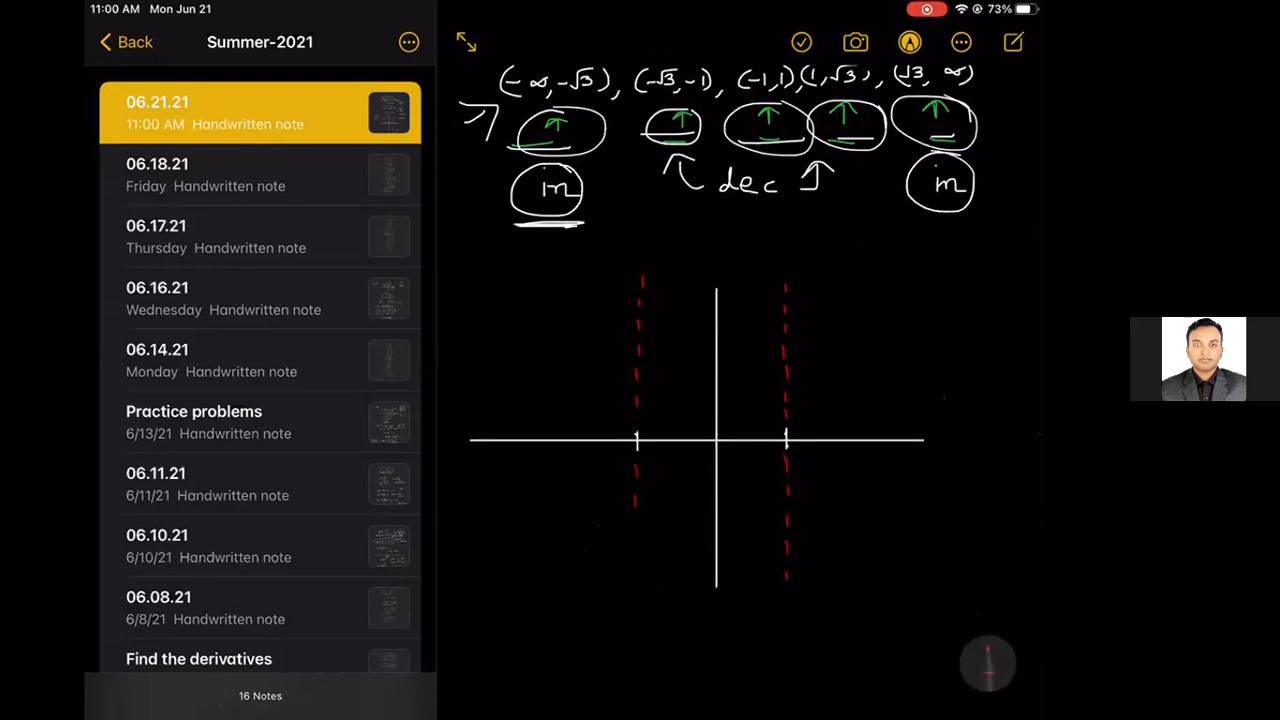 11:00 AM Mon Jun 21
73%
Back
Summer-2021
06.21.21
11:00 AM Handwritten note
06.18.21
Friday Handwritten note
06.17.21
Thursday Handwritten note
06.16.21
Wednesday Handwritten note
06.14.21
Monday Handwritten note
Practice problems
6/13/21 Handwritten note
06.11.21
6/11/21 Handwritten note
06.10.21
6/10/21 Handwritten note
06.08.21
6/8/21 Handwritten note
Find the derivatives
16 Notes
(-∞,-√3), (-√3,-1), (-1,1) (1,√3), (√3, ∞)
↗ ↑ ↑ ↑ ↑ ↑
in dec in